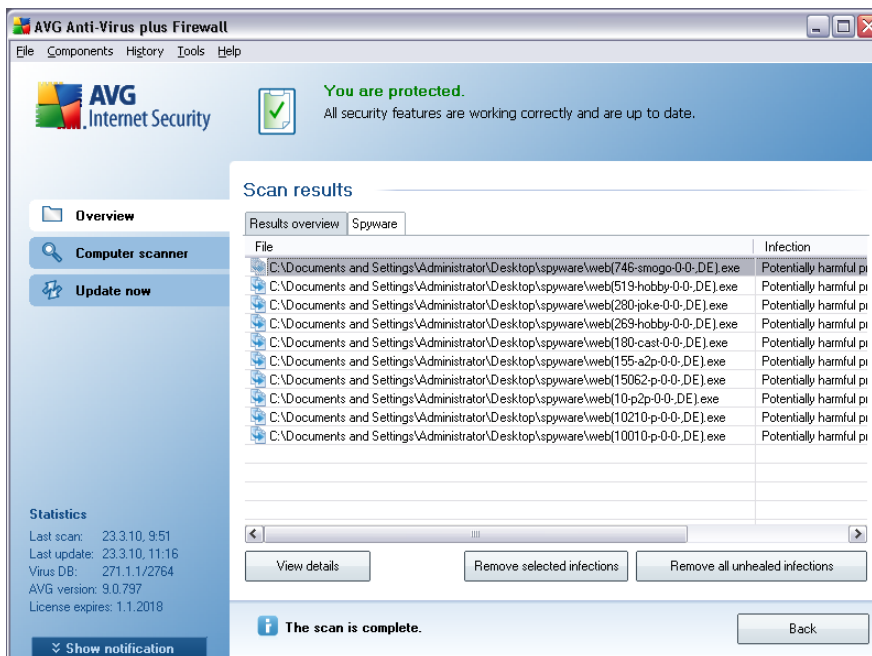 AVG Anti-Virus plus Firewall
File Components History Tools Help
AVG
Internet Security
You are protected.
All security features are working correctly and are up to date.
Scan results
Overview
Computer scanner
Update now
Results overview Spyware
File Infection
C:\Documents and Settings\Administrator\Desktop\spyware\web(746-smogo-0-0-,DE).exe Potentially harmful pr
C:\Documents and Settings\Administrator\Desktop\spyware\web(519-hobby-0-0-,DE).exe Potentially harmful pr
C:\Documents and Settings\Administrator\Desktop\spyware\web(280-joke-0-0-,DE).exe Potentially harmful pr
C:\Documents and Settings\Administrator\Desktop\spyware\web(269-hobby-0-0-,DE).exe Potentially harmful pr
C:\Documents and Settings\Administrator\Desktop\spyware\web(180-cast-0-0-,DE).exe Potentially harmful pr
C:\Documents and Settings\Administrator\Desktop\spyware\web(155-a2p-0-0-,DE).exe Potentially harmful pr
C:\Documents and Settings\Administrator\Desktop\spyware\web(15062-p-0-0-,DE).exe Potentially harmful pr
C:\Documents and Settings\Administrator\Desktop\spyware\web(10-p2p-0-0-,DE).exe Potentially harmful pr
C:\Documents and Settings\Administrator\Desktop\spyware\web(10210-p-0-0-,DE).exe Potentially harmful pr
C:\Documents and Settings\Administrator\Desktop\spyware\web(10010-p-0-0-,DE).exe Potentially harmful pr
Statistics
Last scan: 23.3.10, 9:51
Last update: 23.3.10, 11:16
Virus DB: 271.1.1/2764
AVG version: 9.0.797
License expires: 1.1.2018
Show notification
View details Remove selected infections Remove all unhealed infections
The scan is complete.
Back